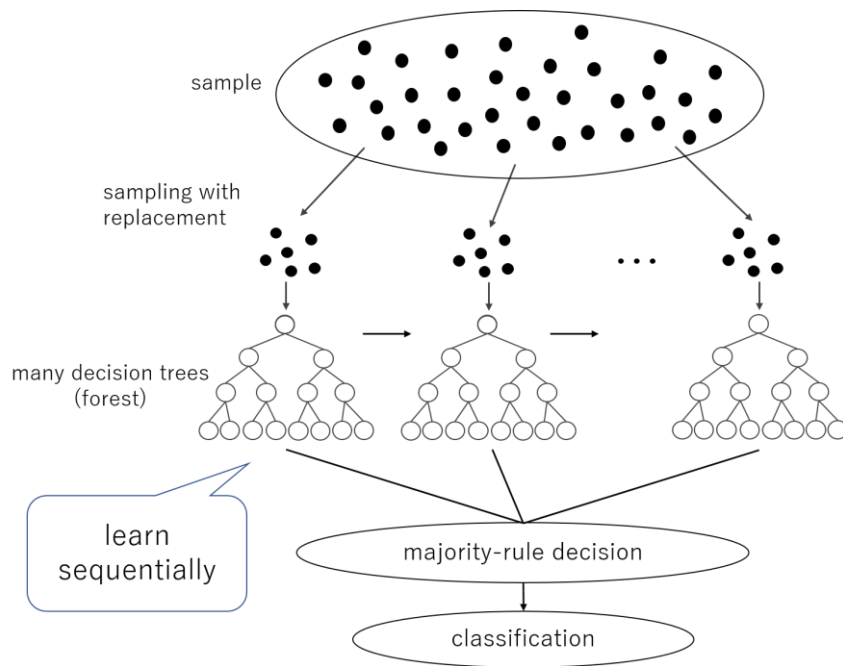 sample
sampling with
replacement
. . .
many decision trees
(forest)
learn
sequentially
majority-rule decision
classification